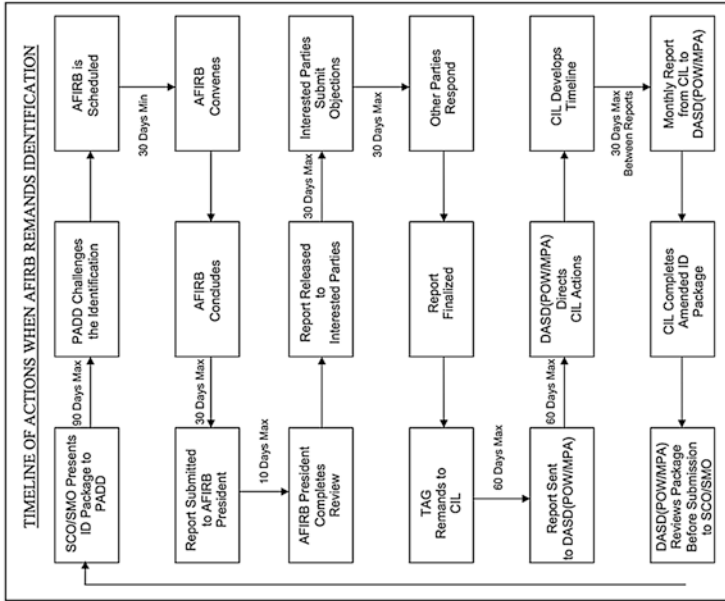 TIMELINE OF ACTIONS WHEN AFIRB REMANDS IDENTIFICATION
SCO/SMO Presents
ID Package to
PADD
90 Days Max
PADD Challenges
the Identification
AFIRB is
Scheduled
30 Days Min
AFIRB
Convenes
AFIRB
Concludes
30 Days Max
Report Submitted
to AFIRB
President
10 Days Max
AFIRB President
Completes
Review
Report Released
to
Interested Parties
30 Days Max
Interested Parties
Submit
Objections
30 Days Max
Other Parties
Respond
Report
Finalized
TAG
Remands to
CIL
60 Days Max
Report Sent
to DASD(POW/MPA)
60 Days Max
DASD(POW/MPA)
Directs
CIL Actions
CIL Develops
Timeline
30 Days Max
Between Reports
Monthly Report
from CIL to
DASD(POW/MPA)
CIL Completes
Amended ID
Package
DASD(POW/MPA)
Reviews Package
Before Submission
to SCO/SMO